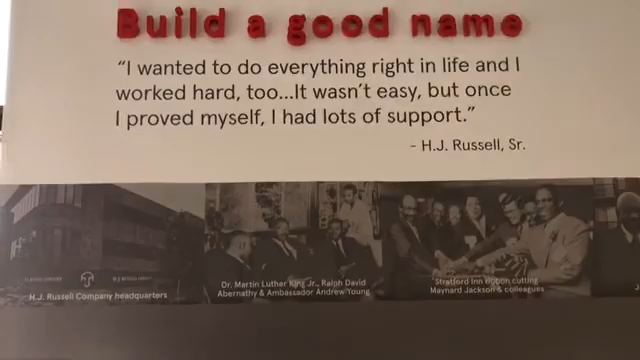 Build a good name
“I wanted to do everything right in life and I
worked hard, too...It wasn’t easy, but once
I proved myself, I had lots of support.”
- H.J. Russell, Sr.
H.J. Russell Company headquarters
Dr. Martin Luther King Jr., Ralph David
Abernathy & Ambassador Andrew Young
Stratford Inn ribbon cutting
Maynard Jackson & colleagues